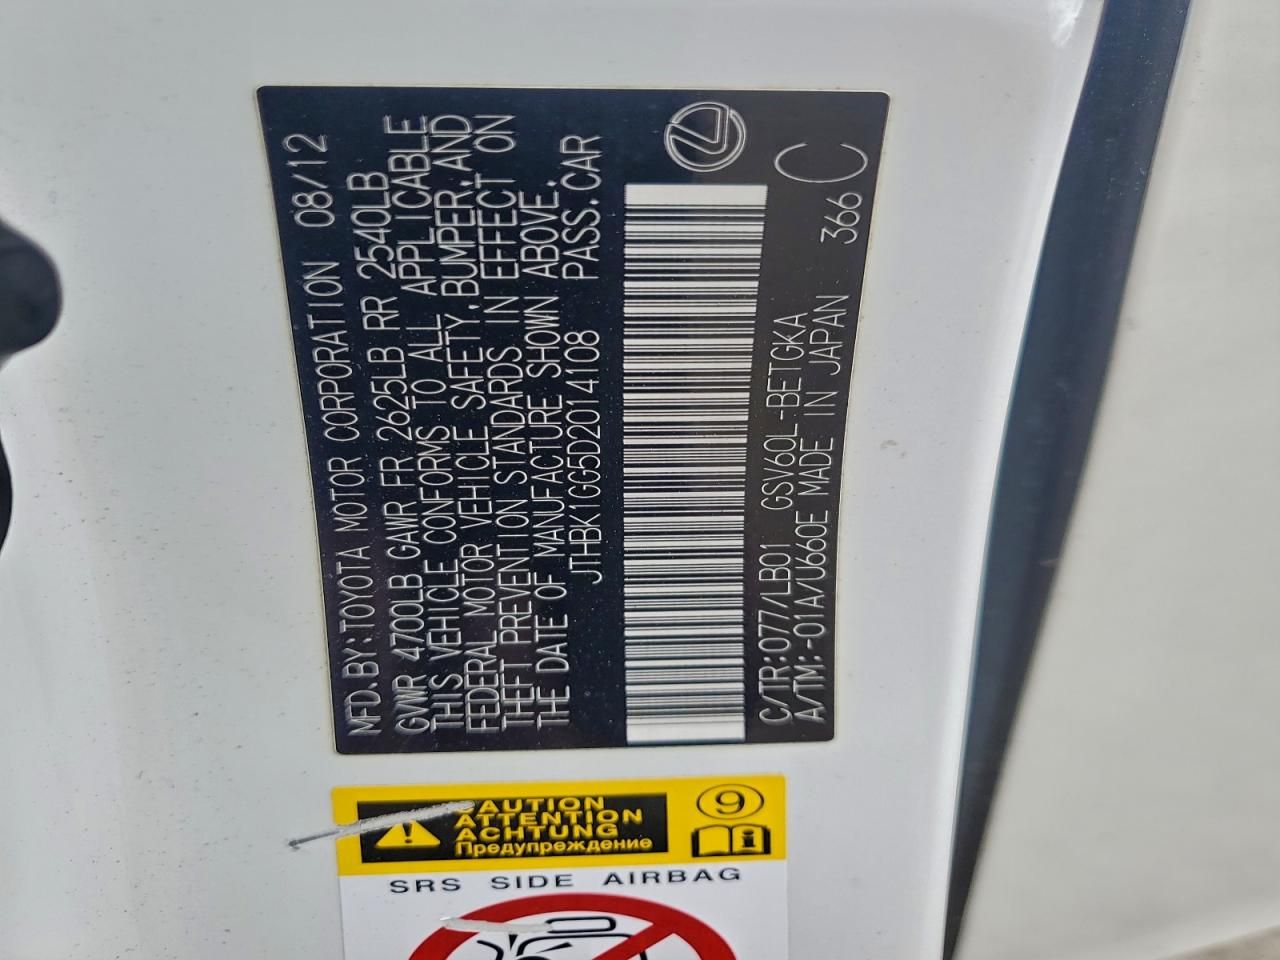 MFD.BY:TOYOTA MOTOR CORPORATION 08/12
GVWR 4700LB GAWR FR 2625LB RR 2540LB
THIS VEHICLE CONFORMS TO ALL APPLICABLE
FEDERAL MOTOR VEHICLE SAFETY,BUMPER,AND
THEFT PREVENTION STANDARDS IN EFFECT ON
THE DATE OF MANUFACTURE SHOWN ABOVE.
JTHBK1GG5D2014108 PASS.CAR
C/TR:077/LB01 GSV60L-BETGKA
A/TM:-01A/U660E MADE IN JAPAN 366 C
CAUTION
ATTENTION
ACHTUNG
Предупреждение
9
i
SRS SIDE AIRBAG